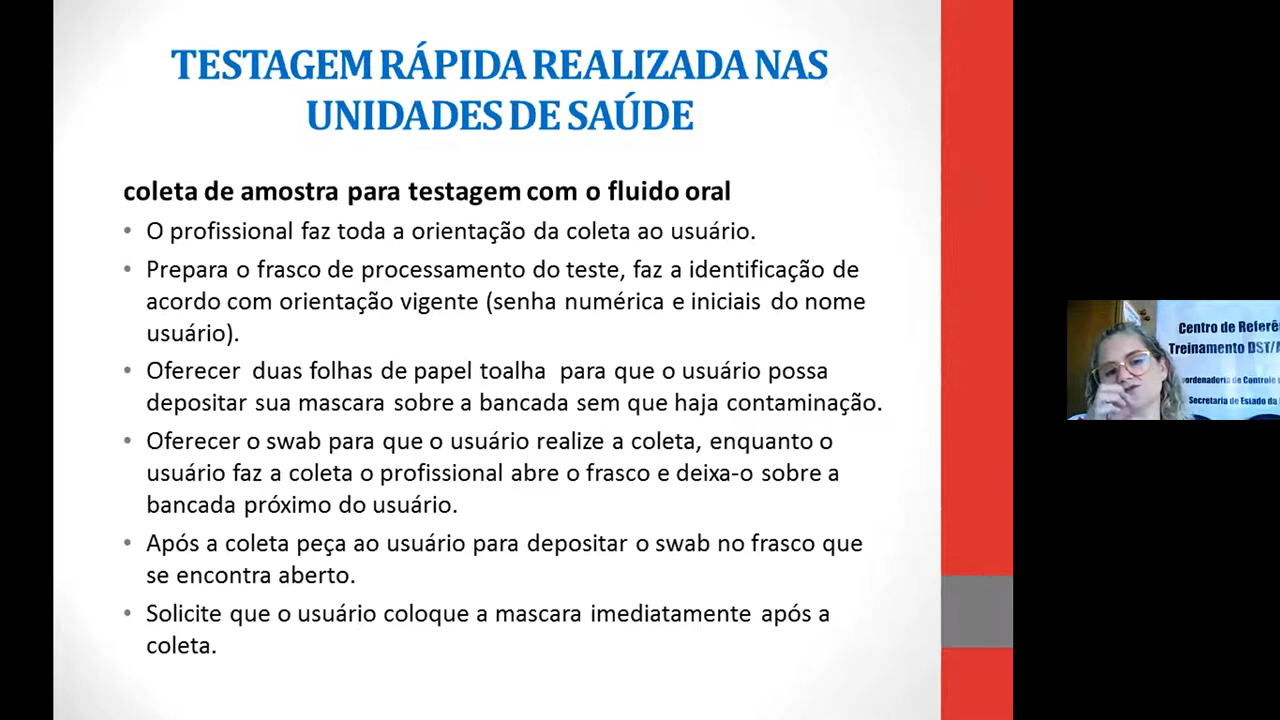 TESTAGEM RÁPIDA REALIZADA NAS
UNIDADES DE SAÚDE
coleta de amostra para testagem com o fluido oral
• O profissional faz toda a orientação da coleta ao usuário.
• Prepara o frasco de processamento do teste, faz a identificação de
acordo com orientação vigente (senha numérica e iniciais do nome
usuário).
• Oferecer duas folhas de papel toalha para que o usuário possa
depositar sua mascara sobre a bancada sem que haja contaminação.
• Oferecer o swab para que o usuário realize a coleta, enquanto o
usuário faz a coleta o profissional abre o frasco e deixa-o sobre a
bancada próximo do usuário.
• Após a coleta peça ao usuário para depositar o swab no frasco que
se encontra aberto.
• Solicite que o usuário coloque a mascara imediatamente após a
coleta.
Centro de Referê
Treinamento DST/
ordenadoria de Controle
Secretaria de Estado da